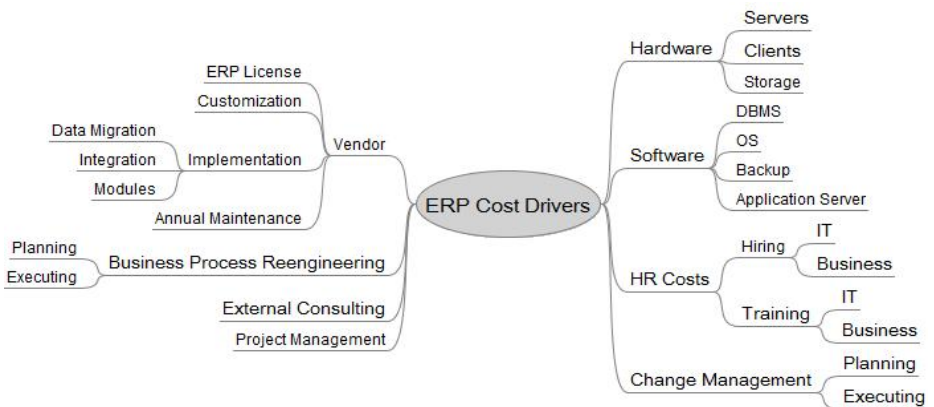 ERP Cost Drivers
Vendor
ERP License
Customization
Implementation
Data Migration
Integration
Modules
Annual Maintenance
Business Process Reengineering
Planning
Executing
External Consulting
Project Management
Hardware
Servers
Clients
Storage
Software
DBMS
OS
Backup
Application Server
HR Costs
Hiring
IT
Business
Training
IT
Business
Change Management
Planning
Executing